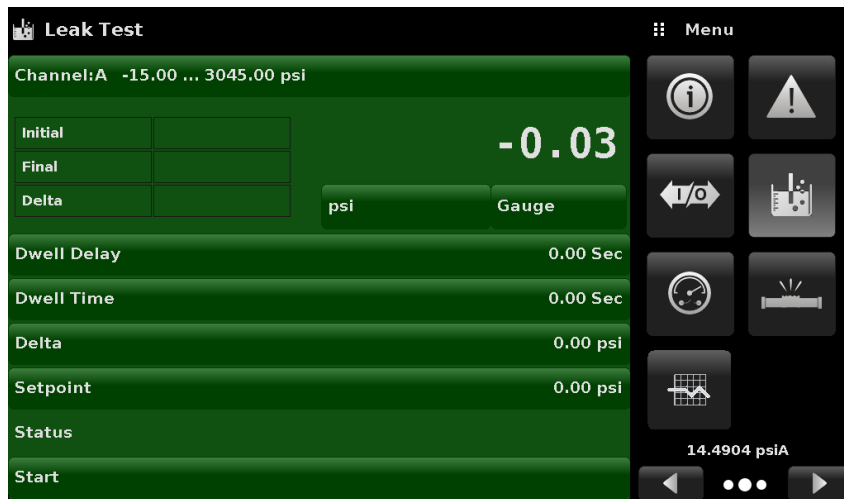 Leak Test
Menu
Channel:A -15.00 ... 3045.00 psi
Initial
-0.03
Final
Delta
psi
Gauge
I/O
Dwell Delay 0.00 Sec
Dwell Time 0.00 Sec
Delta 0.00 psi
Setpoint 0.00 psi
Status
14.4904 psiA
Start